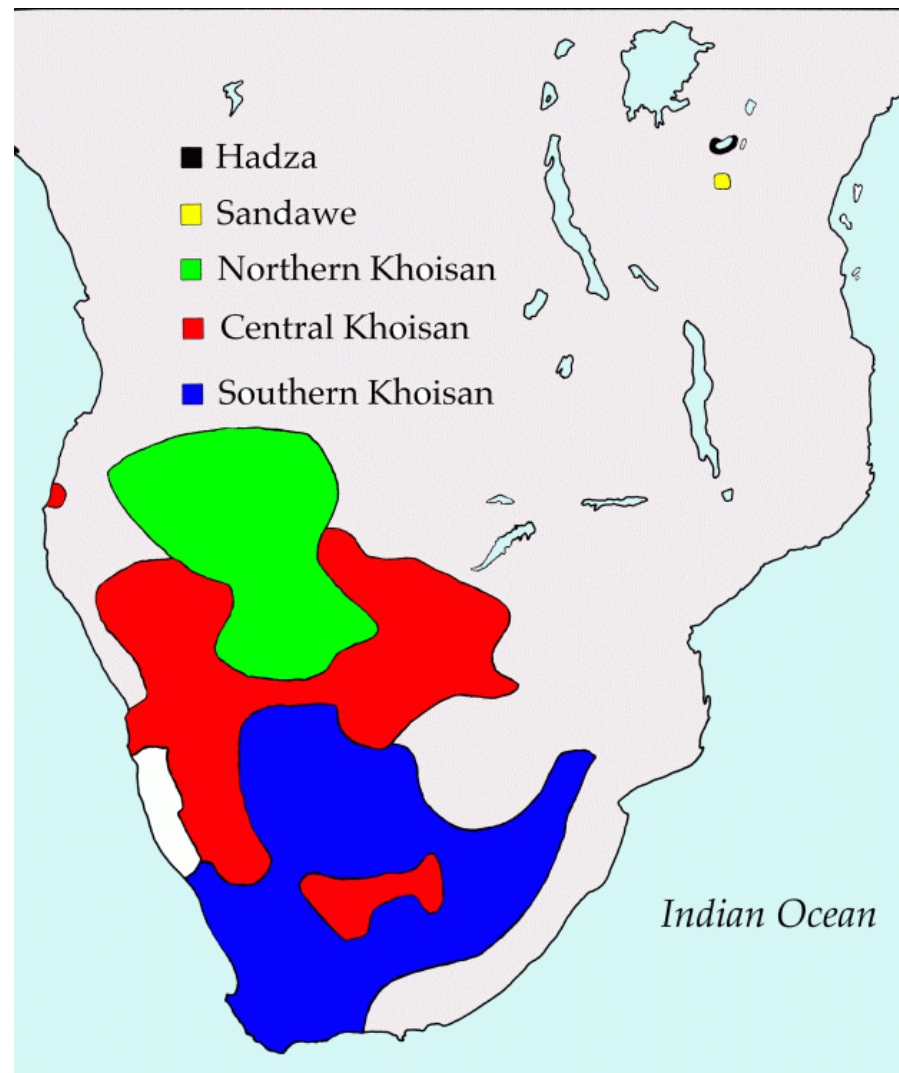 Hadza
Sandawe
Northern Khoisan
Central Khoisan
Southern Khoisan
Indian Ocean